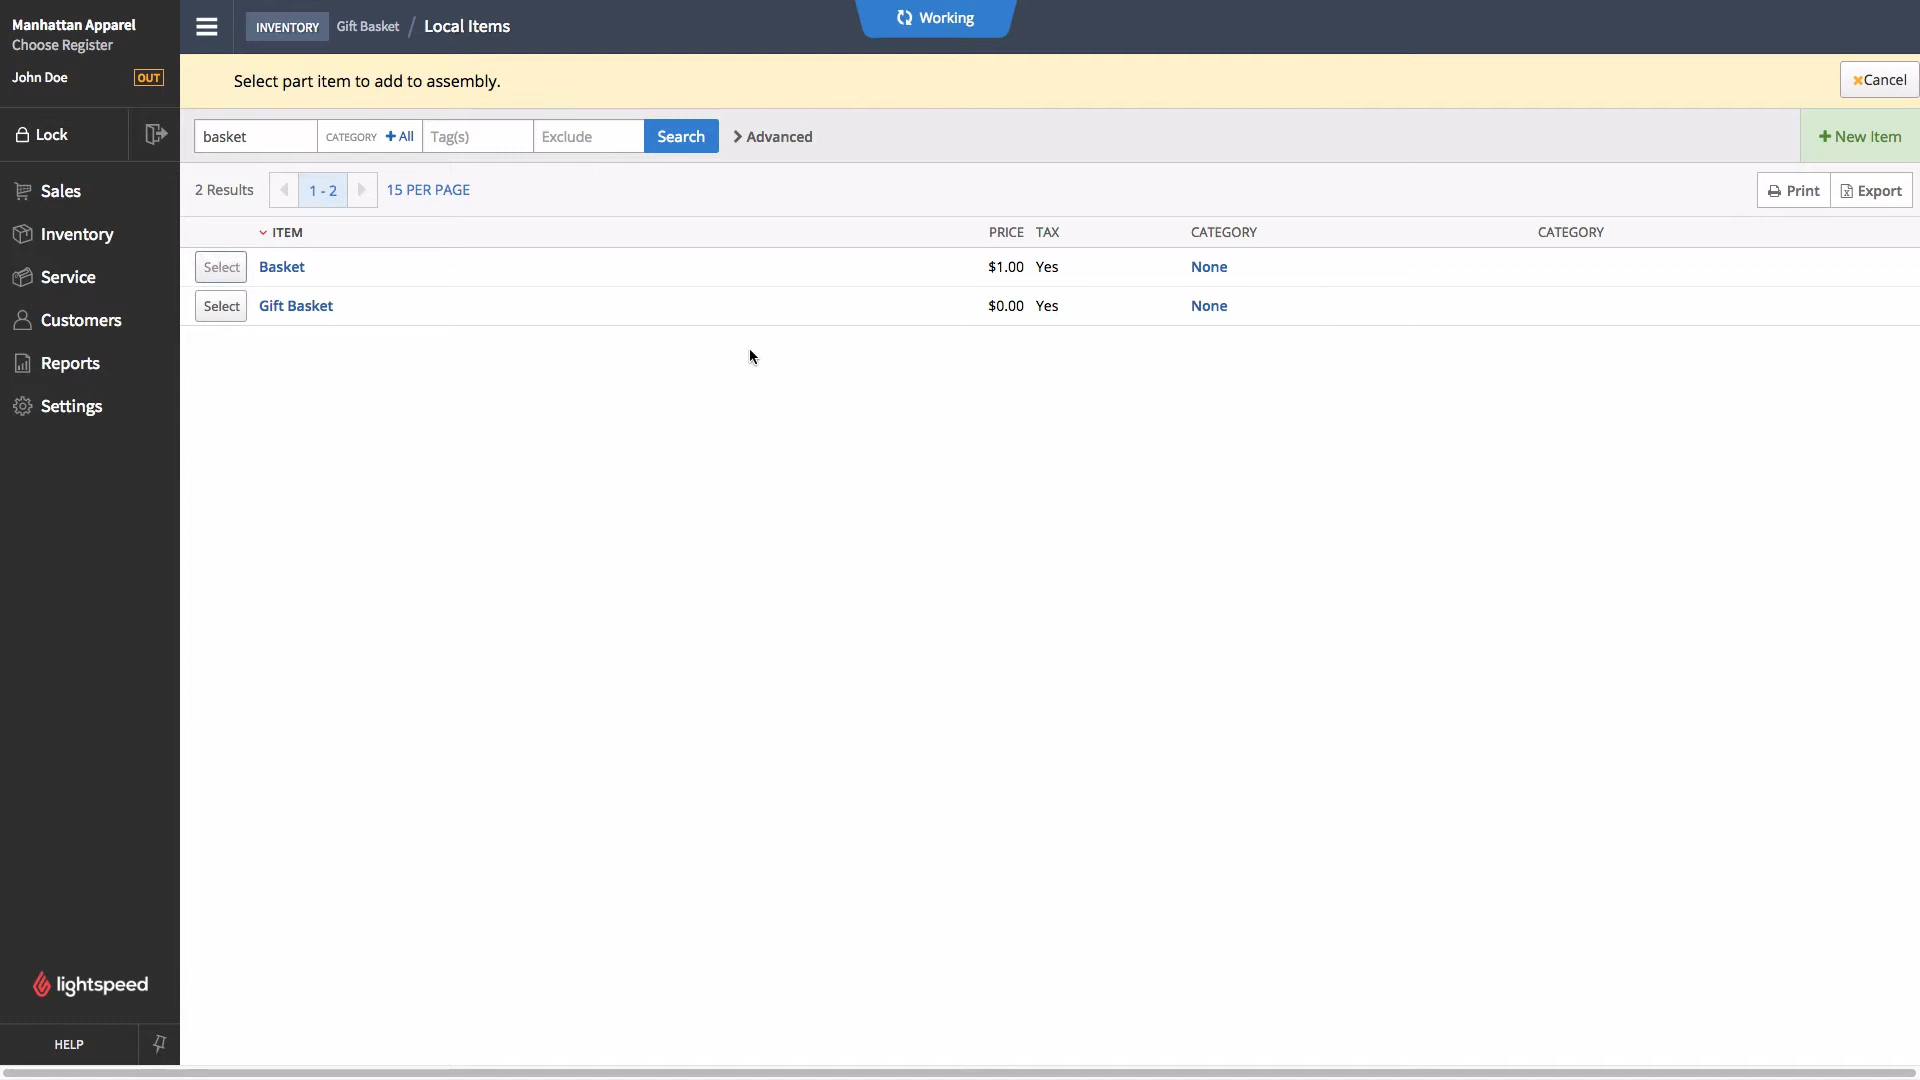 Manhattan Apparel
Choose Register
John Doe OUT
Lock
Sales
Inventory
Service
Customers
Reports
Settings
lightspeed
HELP
INVENTORY Gift Basket / Local Items
Working
Select part item to add to assembly.
Cancel
basket CATEGORY + All Tag(s) Exclude Search Advanced
+ New Item
2 Results 1 - 2 15 PER PAGE
Print Export
ITEM PRICE TAX CATEGORY CATEGORY
Select Basket $1.00 Yes None
Select Gift Basket $0.00 Yes None